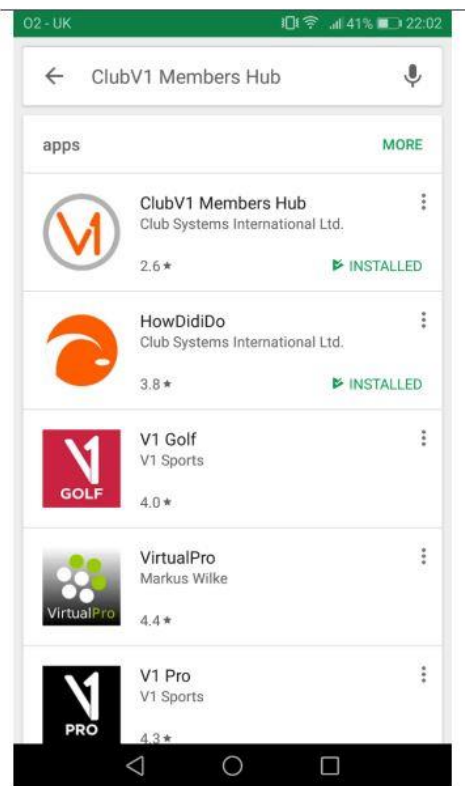 O2 - UK 41% 22:02
ClubV1 Members Hub
apps MORE
V1
ClubV1 Members Hub
Club Systems International Ltd.
2.6★ INSTALLED
HowDidiDo
Club Systems International Ltd.
3.8★ INSTALLED
V1
GOLF
V1 Golf
V1 Sports
4.0★
VirtualPro
VirtualPro
Markus Wilke
4.4★
V1
PRO
V1 Pro
V1 Sports
4.3★